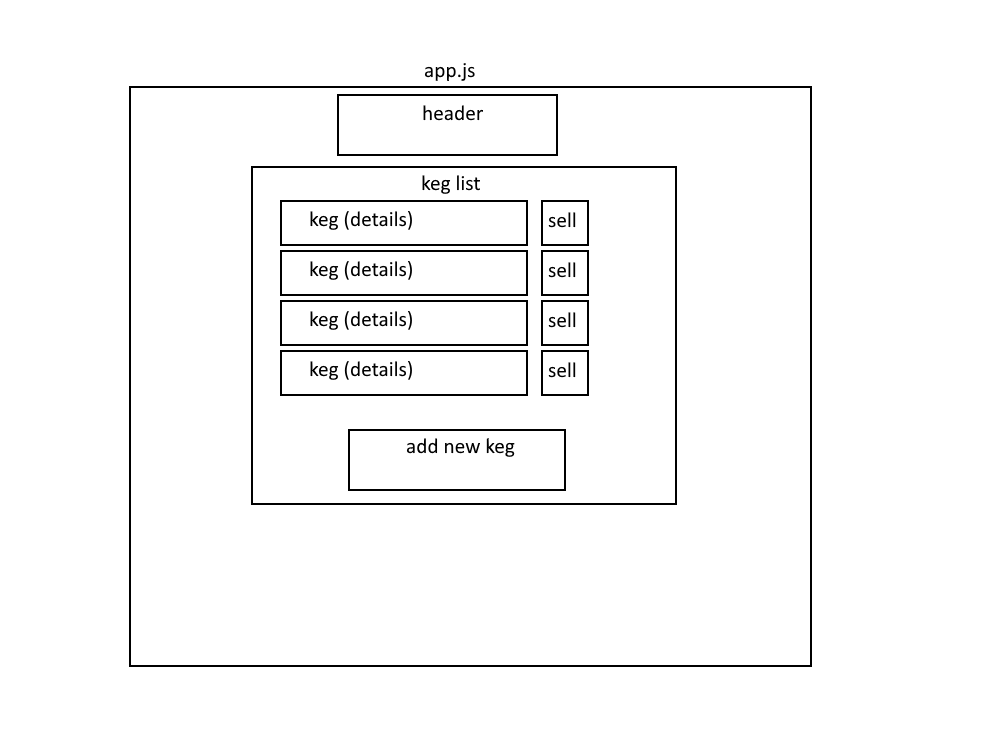 app.js
header
keg list
keg (details) sell
keg (details) sell
keg (details) sell
keg (details) sell
add new keg